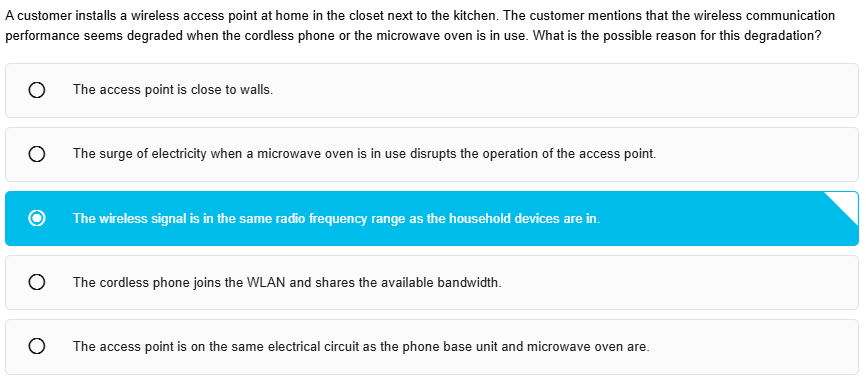 A customer installs a wireless access point at home in the closet next to the kitchen. The customer mentions that the wireless communication
performance seems degraded when the cordless phone or the microwave oven is in use. What is the possible reason for this degradation?
The access point is close to walls.
The surge of electricity when a microwave oven is in use disrupts the operation of the access point.
The wireless signal is in the same radio frequency range as the household devices are in.
The cordless phone joins the WLAN and shares the available bandwidth.
The access point is on the same electrical circuit as the phone base unit and microwave oven are.